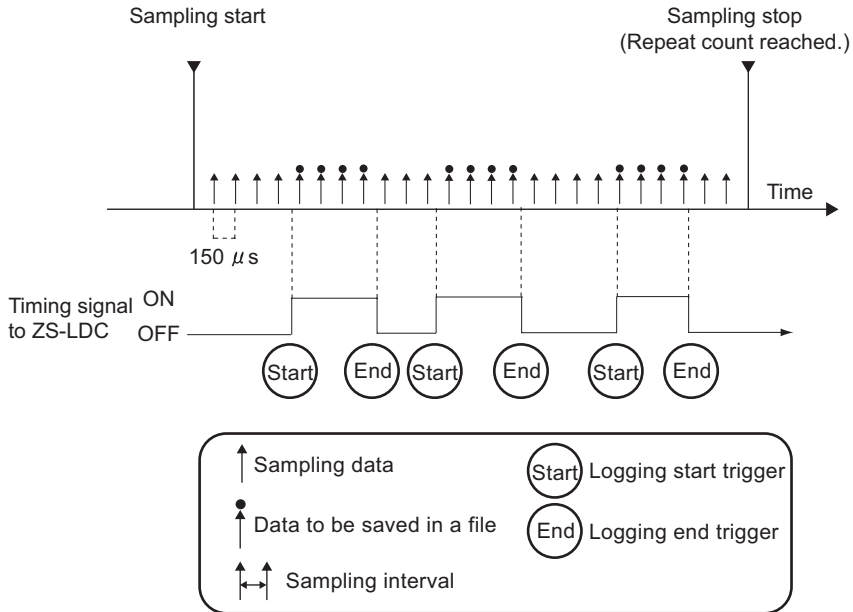 Sampling start
Sampling stop
(Repeat count reached.)
Time
150 μs
Timing signal
to ZS-LDC
ON
OFF
Start
End
Start
End
Start
End
Sampling data
Start
Logging start trigger
Data to be saved in a file
End
Logging end trigger
Sampling interval